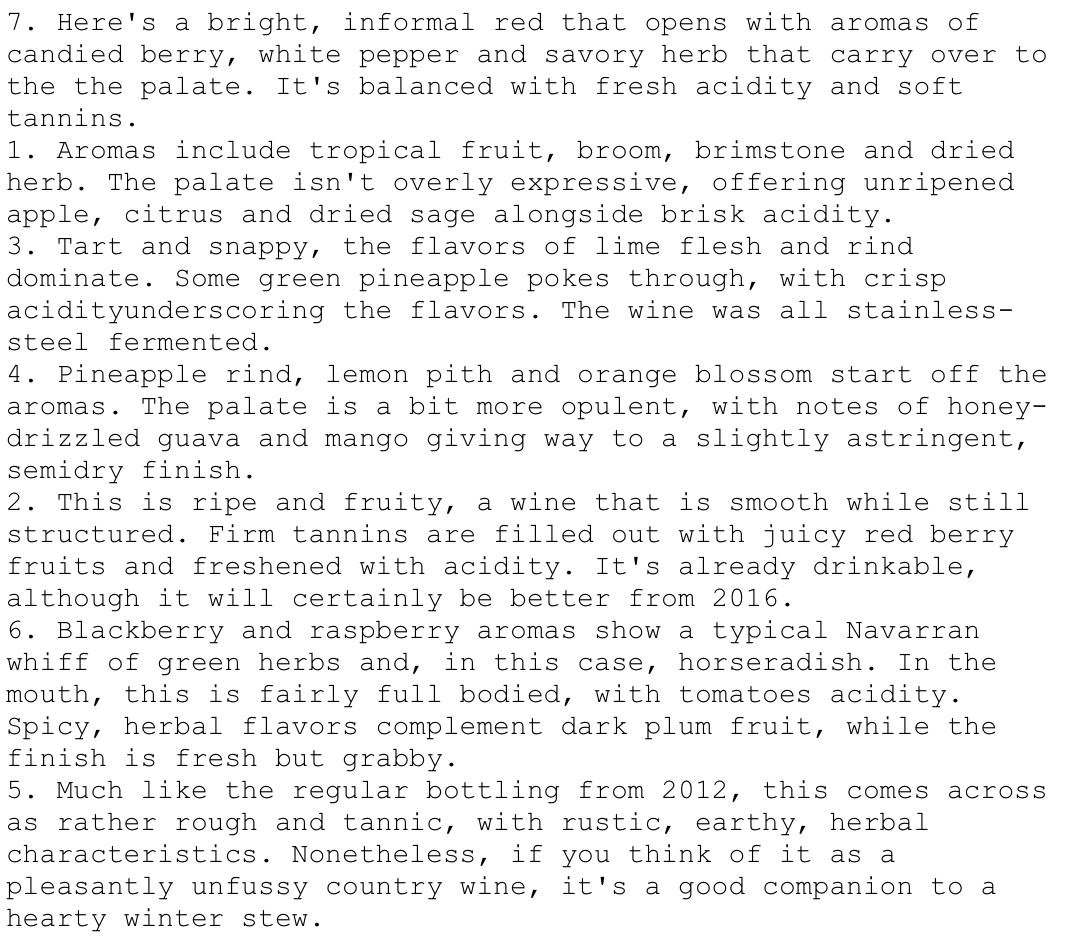 7. Here's a bright, informal red that opens with aromas of
candied berry, white pepper and savory herb that carry over to
the the palate. It's balanced with fresh acidity and soft
tannins.
1. Aromas include tropical fruit, broom, brimstone and dried
herb. The palate isn't overly expressive, offering unripened
apple, citrus and dried sage alongside brisk acidity.
3. Tart and snappy, the flavors of lime flesh and rind
dominate. Some green pineapple pokes through, with crisp
acidityunderscoring the flavors. The wine was all stainless-
steel fermented.
4. Pineapple rind, lemon pith and orange blossom start off the
aromas. The palate is a bit more opulent, with notes of honey-
drizzled guava and mango giving way to a slightly astringent,
semidry finish.
2. This is ripe and fruity, a wine that is smooth while still
structured. Firm tannins are filled out with juicy red berry
fruits and freshened with acidity. It's already drinkable,
although it will certainly be better from 2016.
6. Blackberry and raspberry aromas show a typical Navarran
whiff of green herbs and, in this case, horseradish. In the
mouth, this is fairly full bodied, with tomatoes acidity.
Spicy, herbal flavors complement dark plum fruit, while the
finish is fresh but grabby.
5. Much like the regular bottling from 2012, this comes across
as rather rough and tannic, with rustic, earthy, herbal
characteristics. Nonetheless, if you think of it as a
pleasantly unfussy country wine, it's a good companion to a
hearty winter stew.